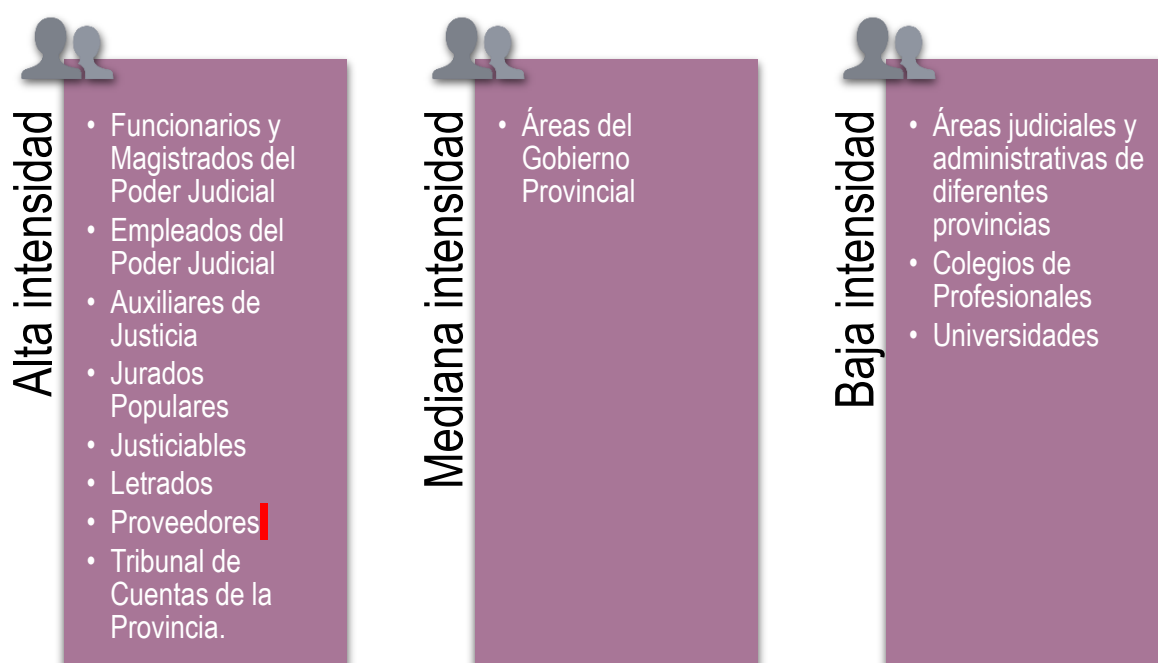 Alta intensidad
• Funcionarios y
Magistrados del
Poder Judicial
• Empleados del
Poder Judicial
• Auxiliares de
Justicia
• Jurados
Populares
• Justiciables
• Letrados
• Proveedores
• Tribunal de
Cuentas de la
Provincia.
Mediana intensidad
• Áreas del
Gobierno
Provincial
Baja intensidad
• Áreas judiciales y
administrativas de
diferentes
provincias
• Colegios de
Profesionales
• Universidades